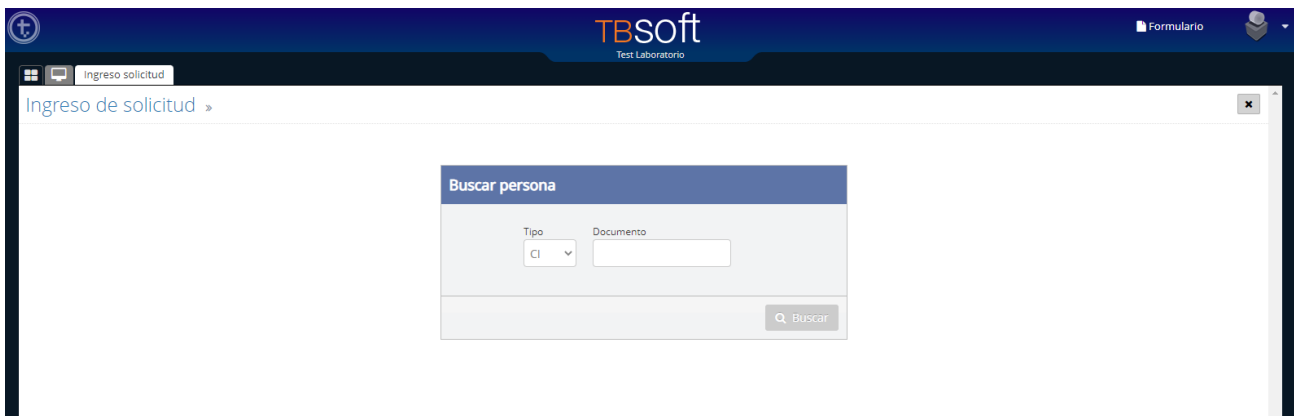 t.
TBsoft
Test Laboratorio
Formulario
Ingreso solicitud
Ingreso de solicitud »
Buscar persona
Tipo Documento
CI
Buscar